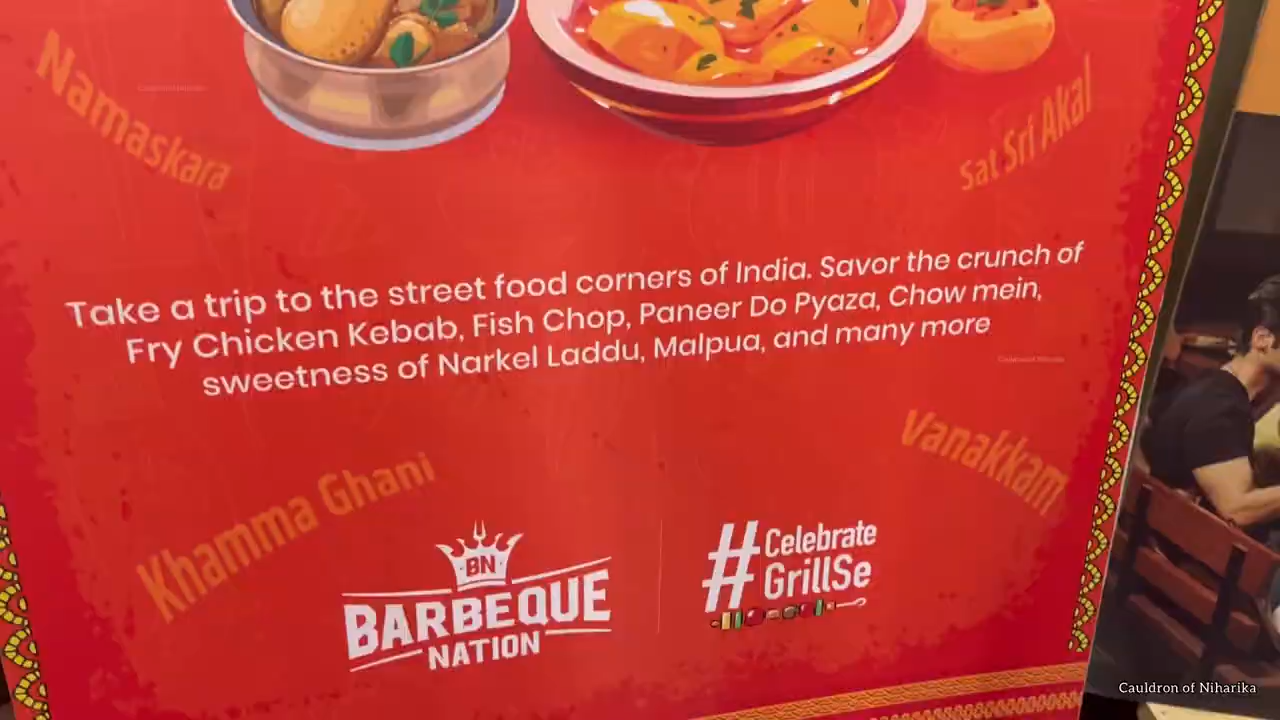 Namaskara
Sat Sri Akal
Take a trip to the street food corners of India. Savor the crunch of
Fry Chicken Kebab, Fish Chop, Paneer Do Pyaza, Chow mein,
sweetness of Narkel Laddu, Malpua, and many more
Vanakkam
Khamma Ghani
BN
BARBEQUE
NATION
#Celebrate
GrillSe
Cauldron of Niharika